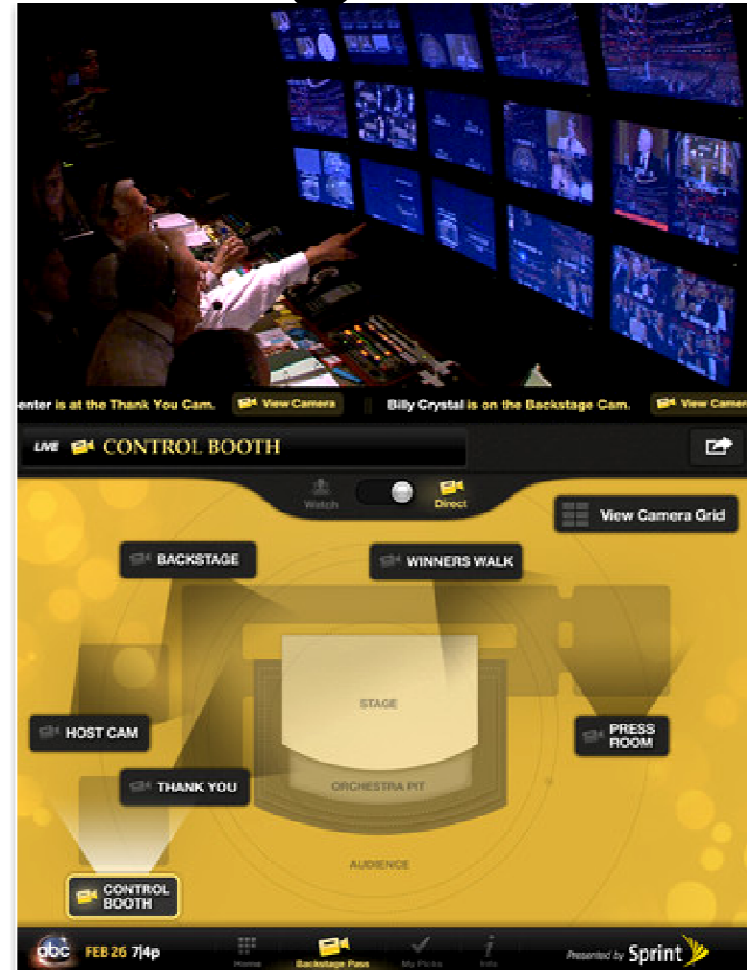 enter is at the Thank You Cam. View Camera Billy Crystal is on the Backstage Cam. View Camer
LIVE CONTROL BOOTH
Watch Direct
View Camera Grid
BACKSTAGE WINNERS WALK
STAGE
HOST CAM
PRESS
ROOM
THANK YOU
ORCHESTRA PIT
AUDIENCE
CONTROL
BOOTH
abc FEB 26 7|4p Home Backstage Pass My Picks Info Presented by Sprint